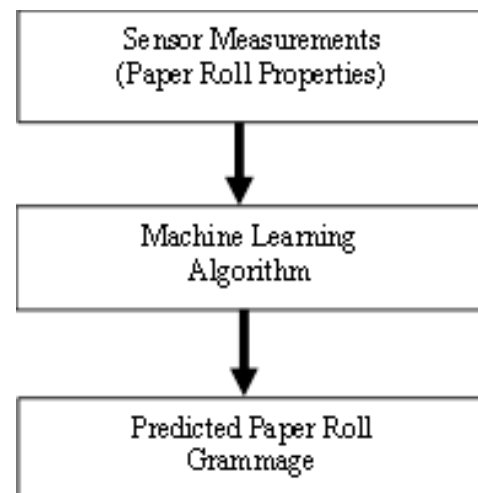 Sensor Measurements
(Paper Roll Properties)
Machine Learning
Algorithm
Predicted Paper Roll
Grammage